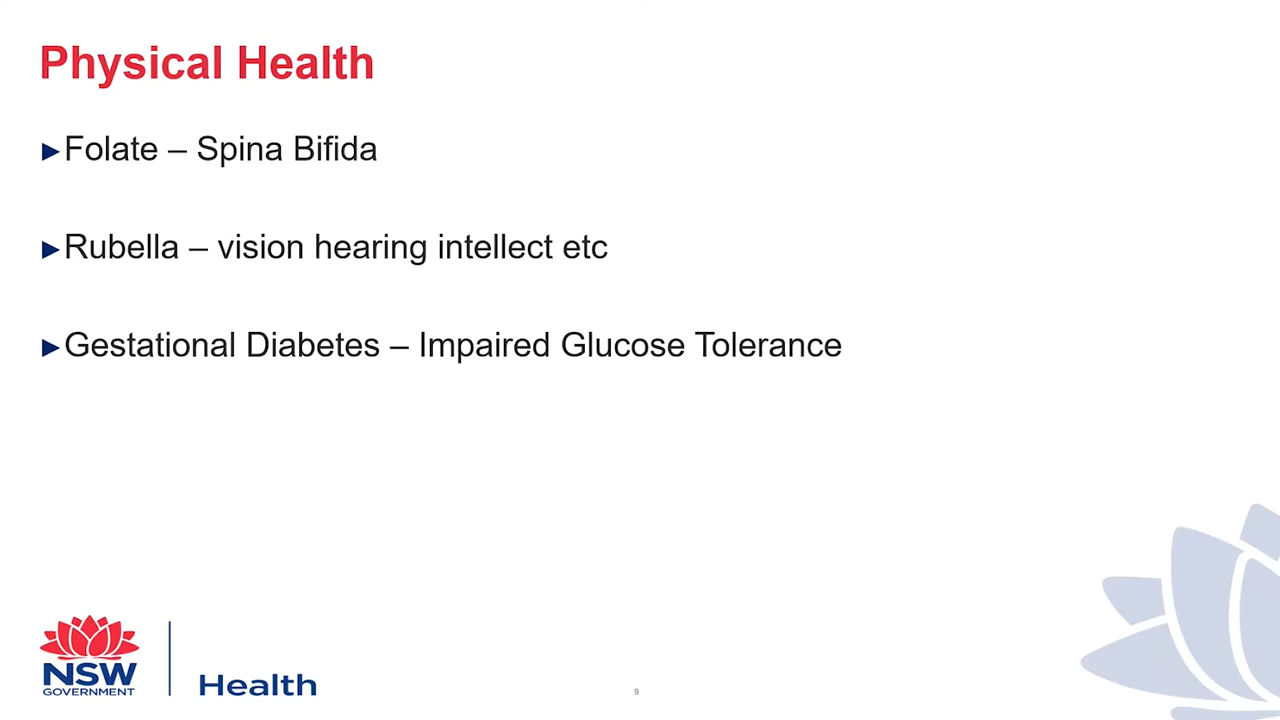 Physical Health
►Folate – Spina Bifida
►Rubella – vision hearing intellect etc
►Gestational Diabetes – Impaired Glucose Tolerance
NSW
GOVERNMENT
Health
9